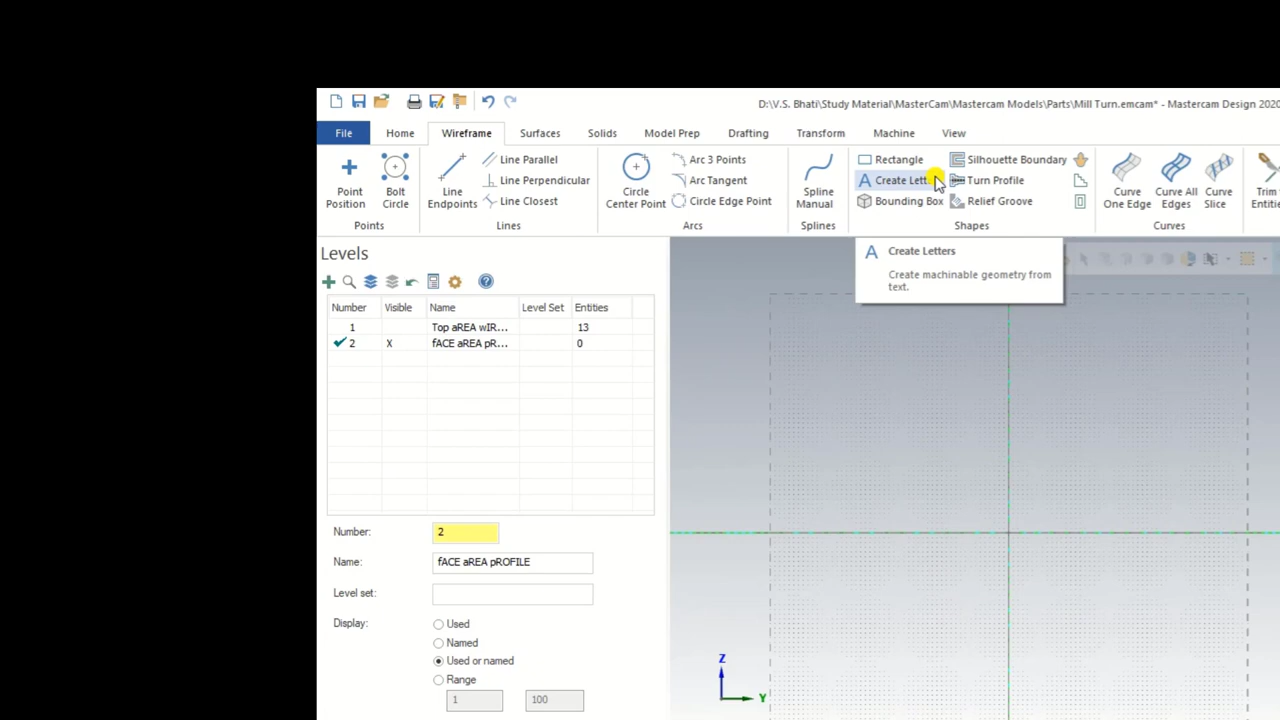 D:\V.S. Bhati\Study Material\MasterCam\Mastercam Models\Parts\Mill Turn.emcam* - Mastercam Design 2020
File Home Wireframe Surfaces Solids Model Prep Drafting Transform Machine View
Point Position
Bolt Circle
Points
Line Endpoints
Line Parallel
Line Perpendicular
Line Closest
Lines
Circle Center Point
Arc 3 Points
Arc Tangent
Circle Edge Point
Arcs
Spline Manual
Splines
Rectangle
Create Lett
Bounding Box
Silhouette Boundary
Turn Profile
Relief Groove
Shapes
Curve One Edge
Curve All Edges
Curve Slice
Curves
Trim
Create Letters
Create machinable geometry from
text.
Levels
Number Visible Name Level Set Entities
1 Top aREA wIR... 13
2 X fACE aREA pR... 0
Number: 2
Name: fACE aREA pROFILE
Level set:
Display: Used
Named
Used or named
Range
1 100
Z
Y